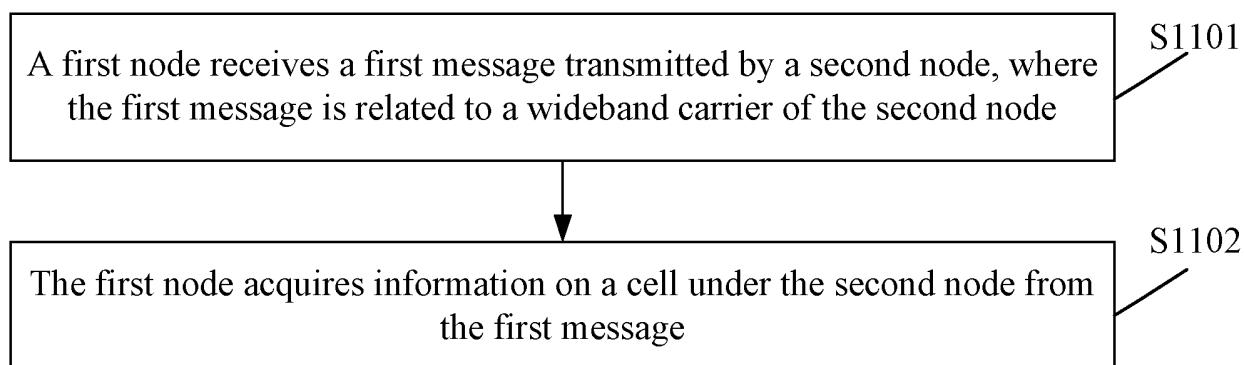 S1101
A first node receives a first message transmitted by a second node, where
the first message is related to a wideband carrier of the second node
S1102
The first node acquires information on a cell under the second node from
the first message